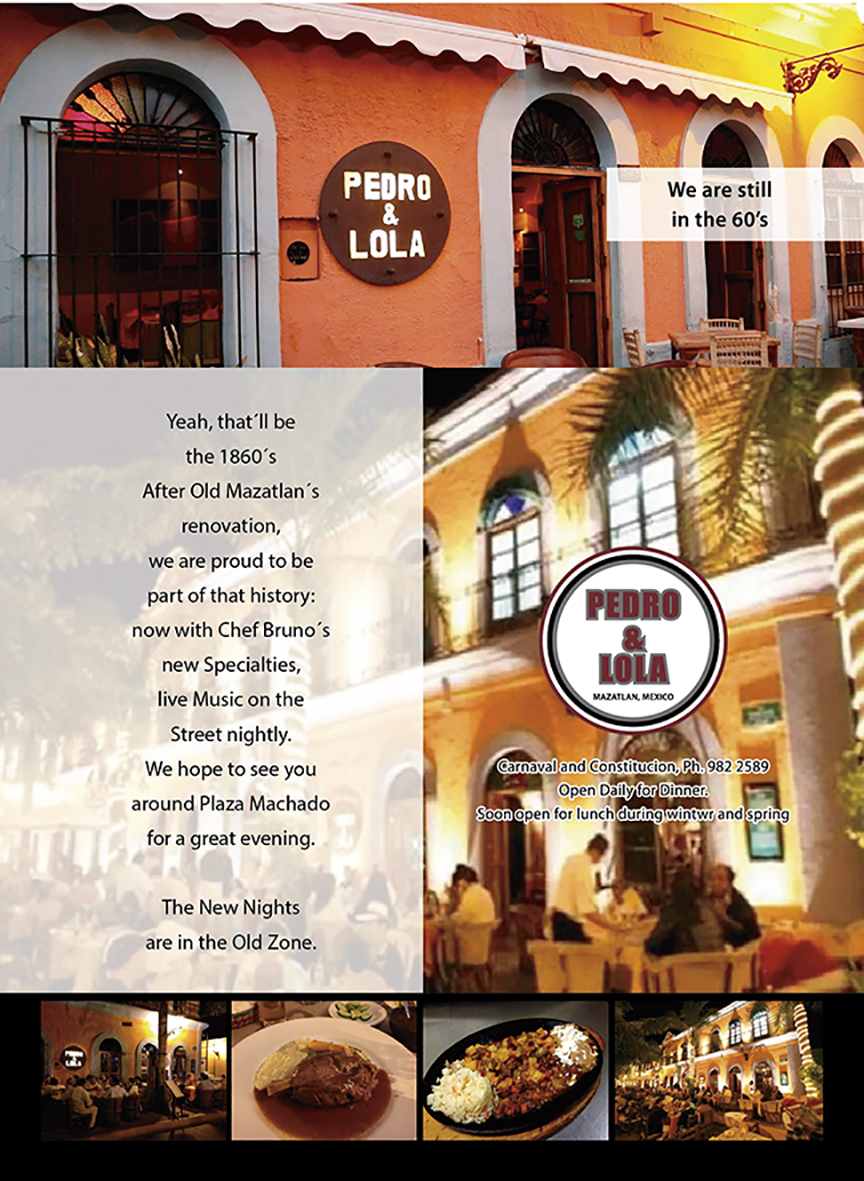 PEDRO
&
LOLA
We are still
in the 60's
Yeah, that´ll be
the 1860´s
After Old Mazatlan´s
renovation,
we are proud to be
part of that history:
now with Chef Bruno´s
new Specialties,
live Music on the
Street nightly.
We hope to see you
around Plaza Machado
for a great evening.
The New Nights
are in the Old Zone.
PEDRO
&
LOLA
MAZATLAN, MEXICO
Carnaval and Constitucion, Ph. 982 2589
Open Daily for Dinner.
Soon open for lunch during wintwr and spring
PEDRO
&
LOLA